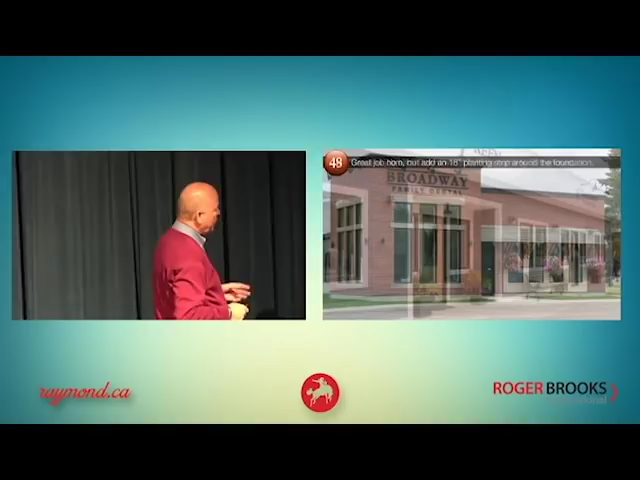 48 Great job horn, but add an 18" planting strip around the foundation.
BROADWAY
FAMILY DENTAL
raymond.ca
ROGER BROOKS